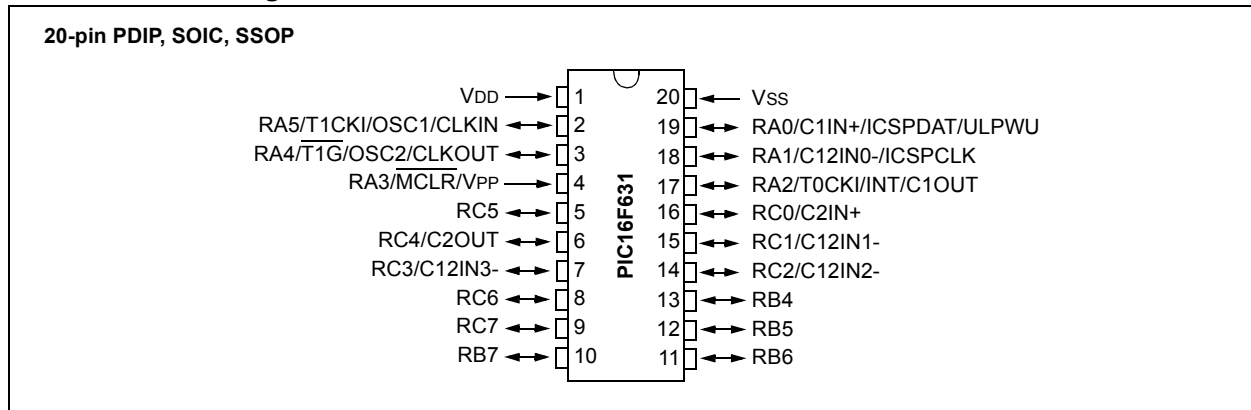 20-pin PDIP, SOIC, SSOP
VDD 1 20 VSS
RA5/T1CKI/OSC1/CLKIN 2 19 RA0/C1IN+/ICSPDAT/ULPWU
RA4/T1G/OSC2/CLKOUT 3 18 RA1/C12IN0-/ICSPCLK
RA3/MCLR/VPP 4 17 RA2/T0CKI/INT/C1OUT
RC5 5 16 RC0/C2IN+
RC4/C2OUT 6 15 RC1/C12IN1-
RC3/C12IN3- 7 14 RC2/C12IN2-
RC6 8 13 RB4
RC7 9 12 RB5
RB7 10 11 RB6
PIC16F631